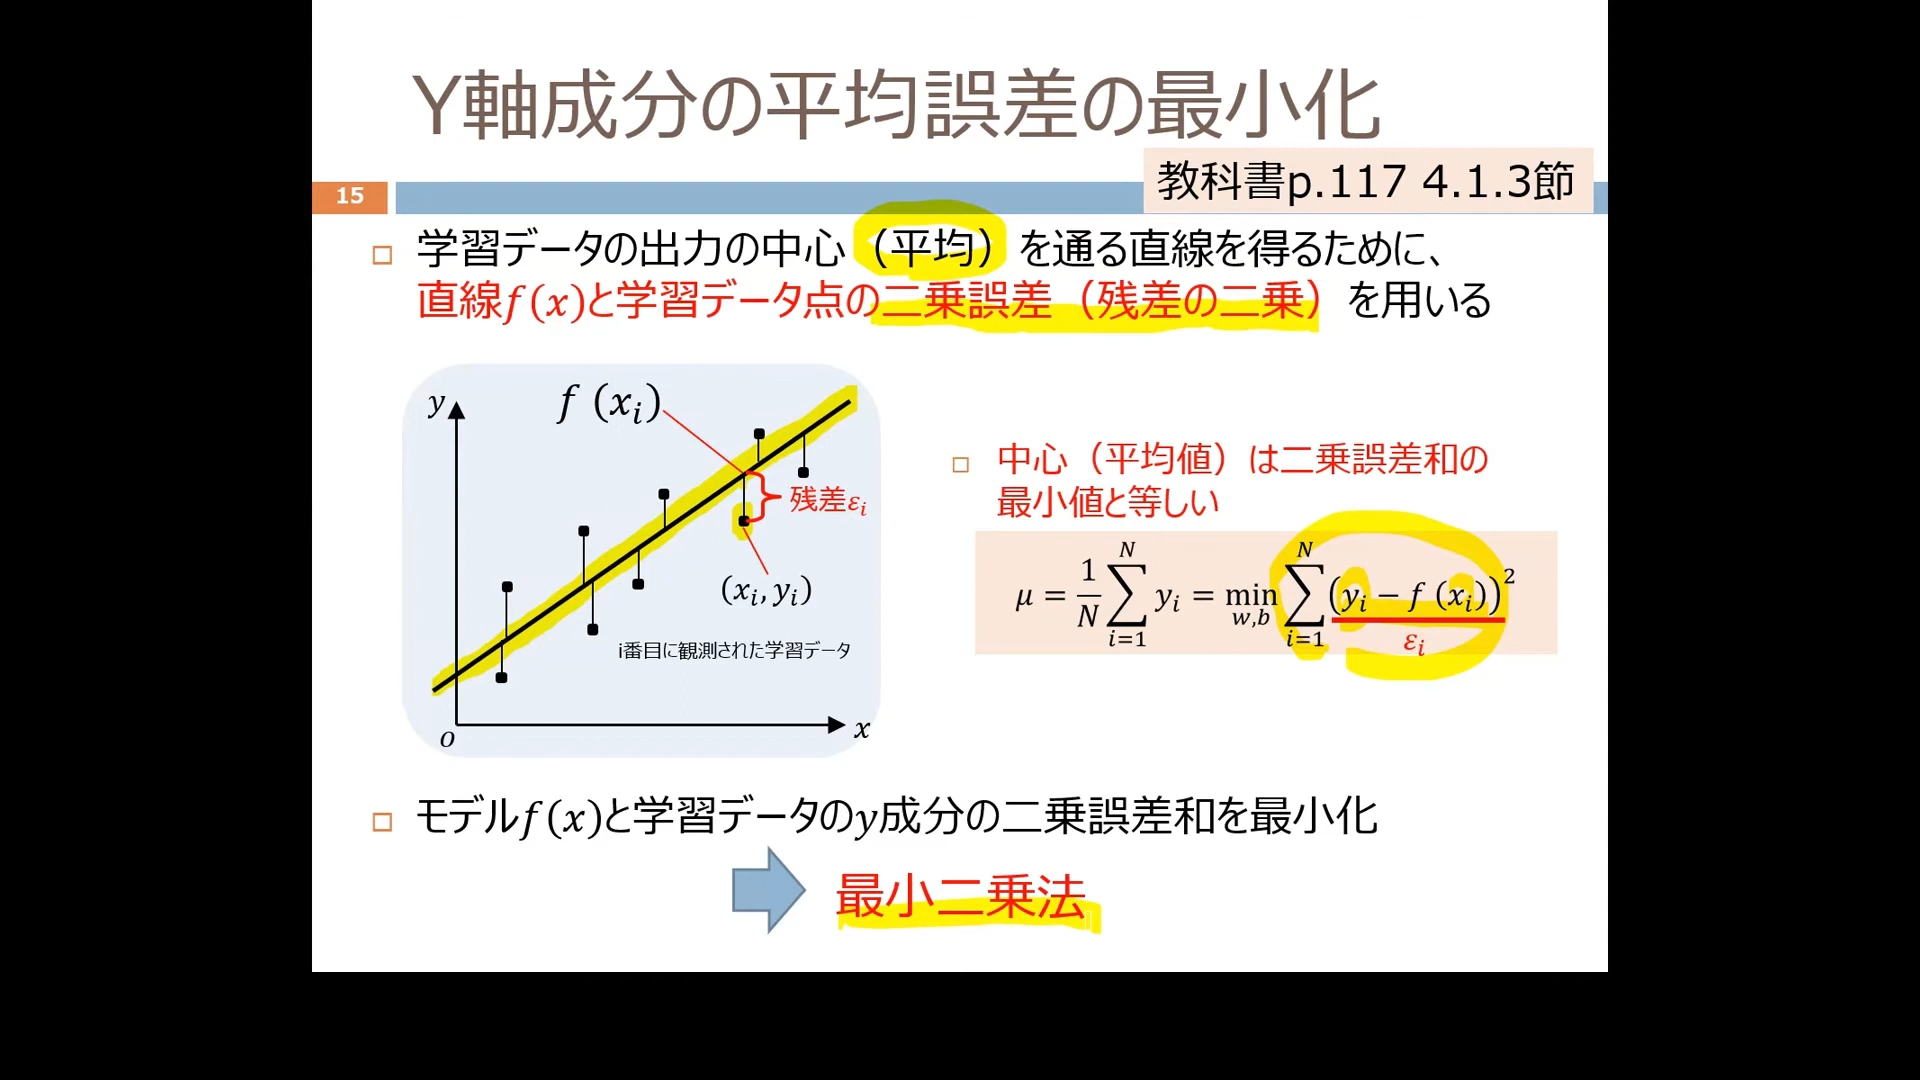 Y軸成分の平均誤差の最小化
教科書p.117 4.1.3節
15
学習データの出力の中心（平均）を通る直線を得るために、
直線f(x)と学習データ点の二乗誤差（残差の二乗）を用いる
y
f (xᵢ)
残差εᵢ
(xᵢ, yᵢ)
i番目に観測された学習データ
o
x
中心（平均値）は二乗誤差和の
最小値と等しい
μ = 1/N ∑_{i=1}^{N} yᵢ = min_{w,b} ∑_{i=1}^{N} (yᵢ − f (xᵢ))²
εᵢ
モデルf(x)と学習データのy成分の二乗誤差和を最小化
最小二乗法